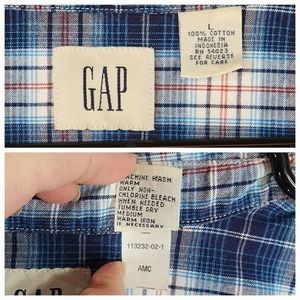 GAP
L
100% COTTON
MADE IN
INDONESIA
RN 54023
SEE REVERSE
FOR CARE
MACHINE WASH
WARM
ONLY NON-
CHLORINE BLEACH
WHEN NEEDED
TUMBLE DRY
MEDIUM
WARM IRON
IF NECESSARY
113232-02-1
AMC
GAP